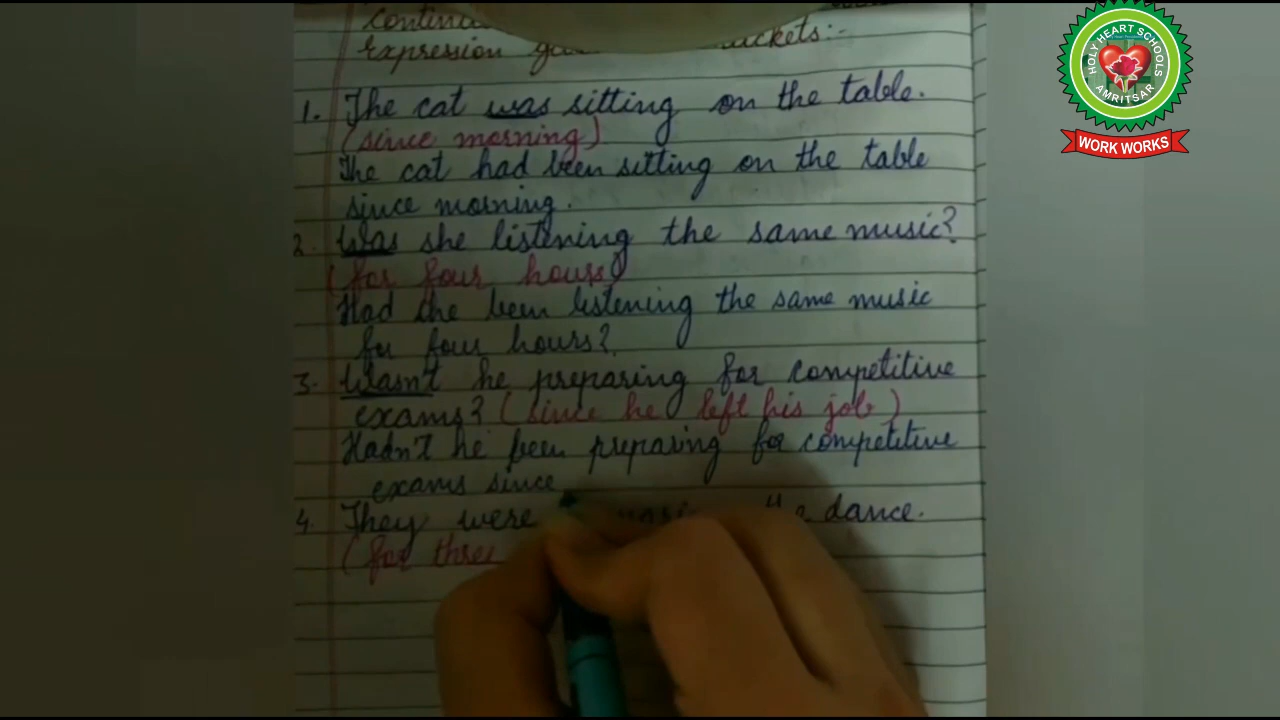 Expression
1. The cat was sitting on the table.
(since morning)
The cat had been sitting on the table
since morning.
2. Was she listening the same music?
(for four hours)
Had she been listening the same music
for four hours?
3. Wasn't he preparing for competitive
exams? (since he left his job)
Hadn't he been preparing for competitive
exams since
4. They were dance.
(for three
HOLY HEART SCHOOLS
AMRITSAR
WORK WORKS